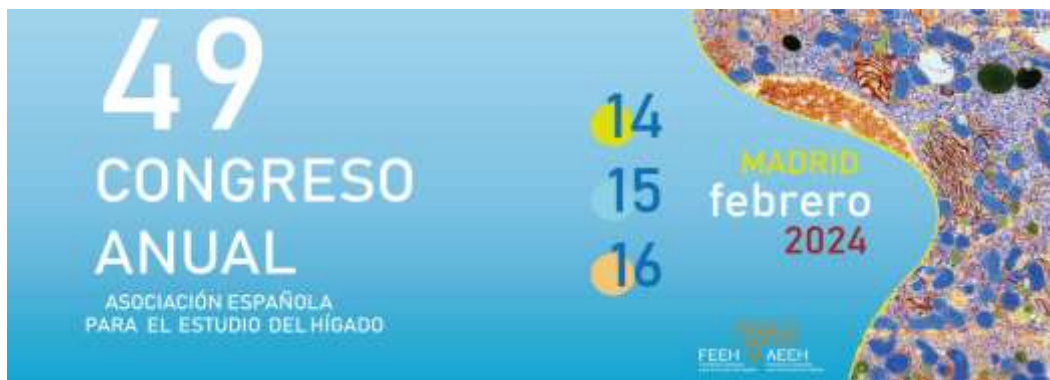 49
CONGRESO
ANUAL
ASOCIACIÓN ESPAÑOLA
PARA EL ESTUDIO DEL HÍGADO
14
15
16
MADRID
febrero
2024
FEEH AEEH